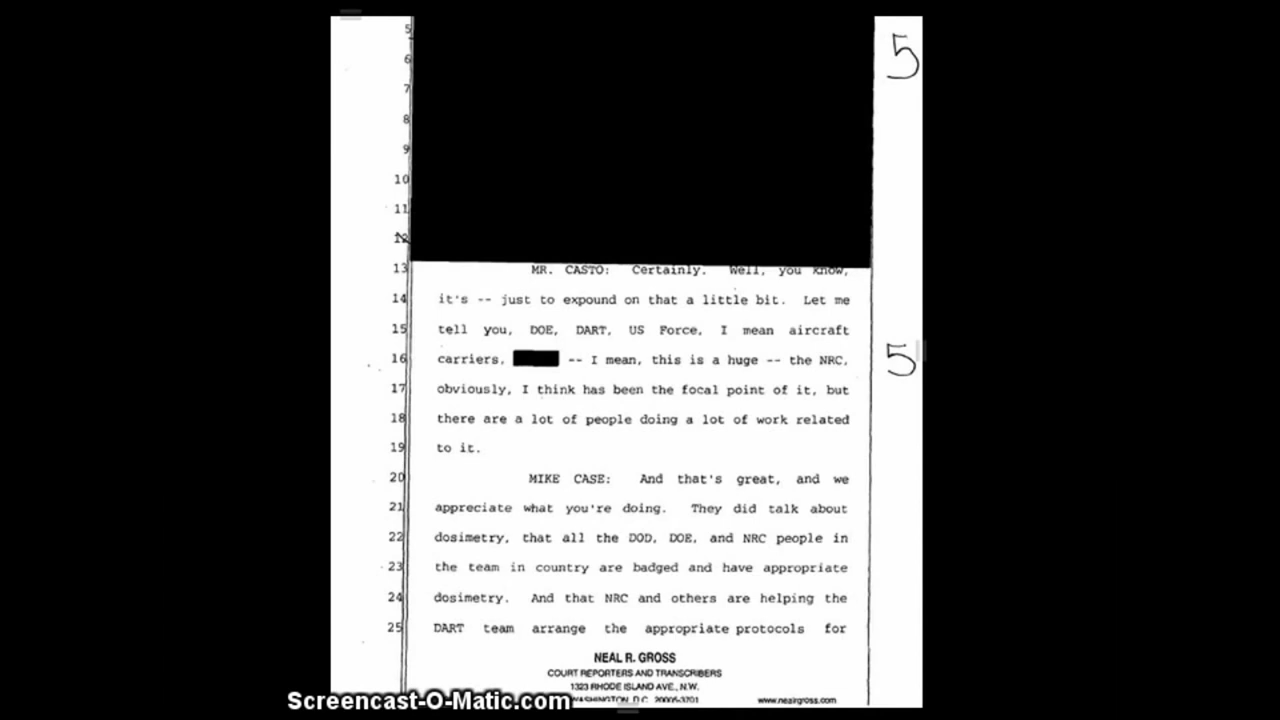 5
6
7
8
9
10
11
12
13 MR. CASTO: Certainly. Well, you know,
14 it's -- just to expound on that a little bit. Let me
15 tell you, DOE, DART, US Force, I mean aircraft
16 carriers, -- I mean, this is a huge -- the NRC,
17 obviously, I think has been the focal point of it, but
18 there are a lot of people doing a lot of work related
19 to it.
20 MIKE CASE: And that's great, and we
21 appreciate what you're doing. They did talk about
22 dosimetry, that all the DOD, DOE, and NRC people in
23 the team in country are badged and have appropriate
24 dosimetry. And that NRC and others are helping the
25 DART team arrange the appropriate protocols for
NEAL R. GROSS
COURT REPORTERS AND TRANSCRIBERS
1323 RHODE ISLAND AVE., N.W.
WASHINGTON, D.C. 20005-3701 www.nealrgross.com
5
5
Screencast-O-Matic.com